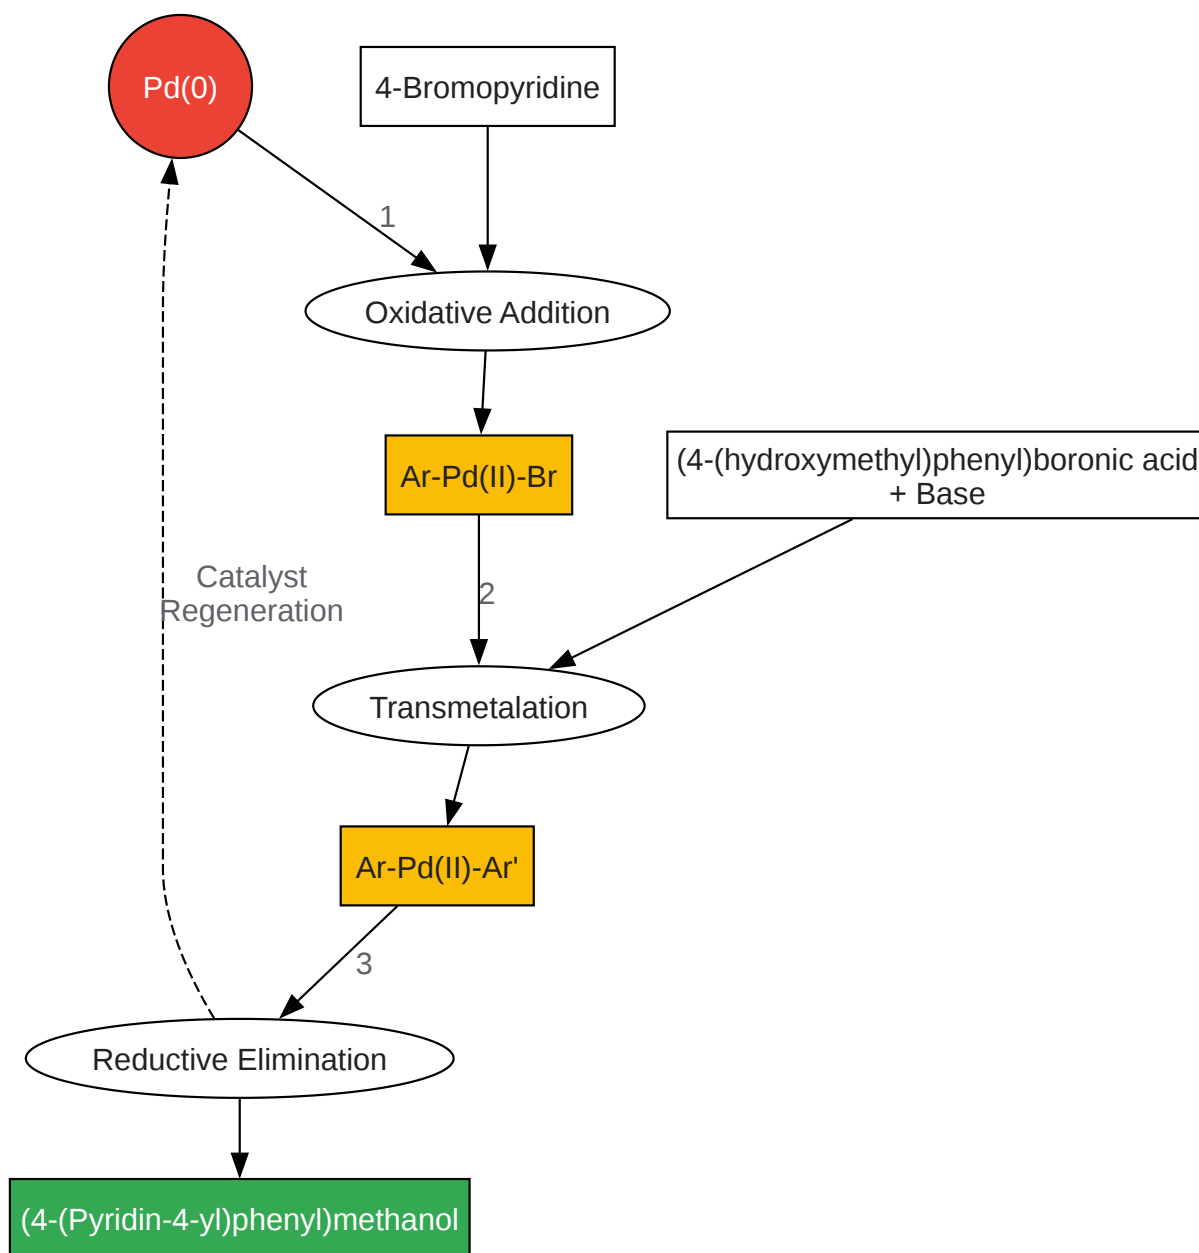 Pd(0)
4-Bromopyridine
1
Oxidative Addition
Ar-Pd(II)-Br
(4-(hydroxymethyl)phenyl)boronic acid
+ Base
Catalyst
Regeneration
2
Transmetalation
Ar-Pd(II)-Ar'
3
Reductive Elimination
(4-(Pyridin-4-yl)phenyl)methanol